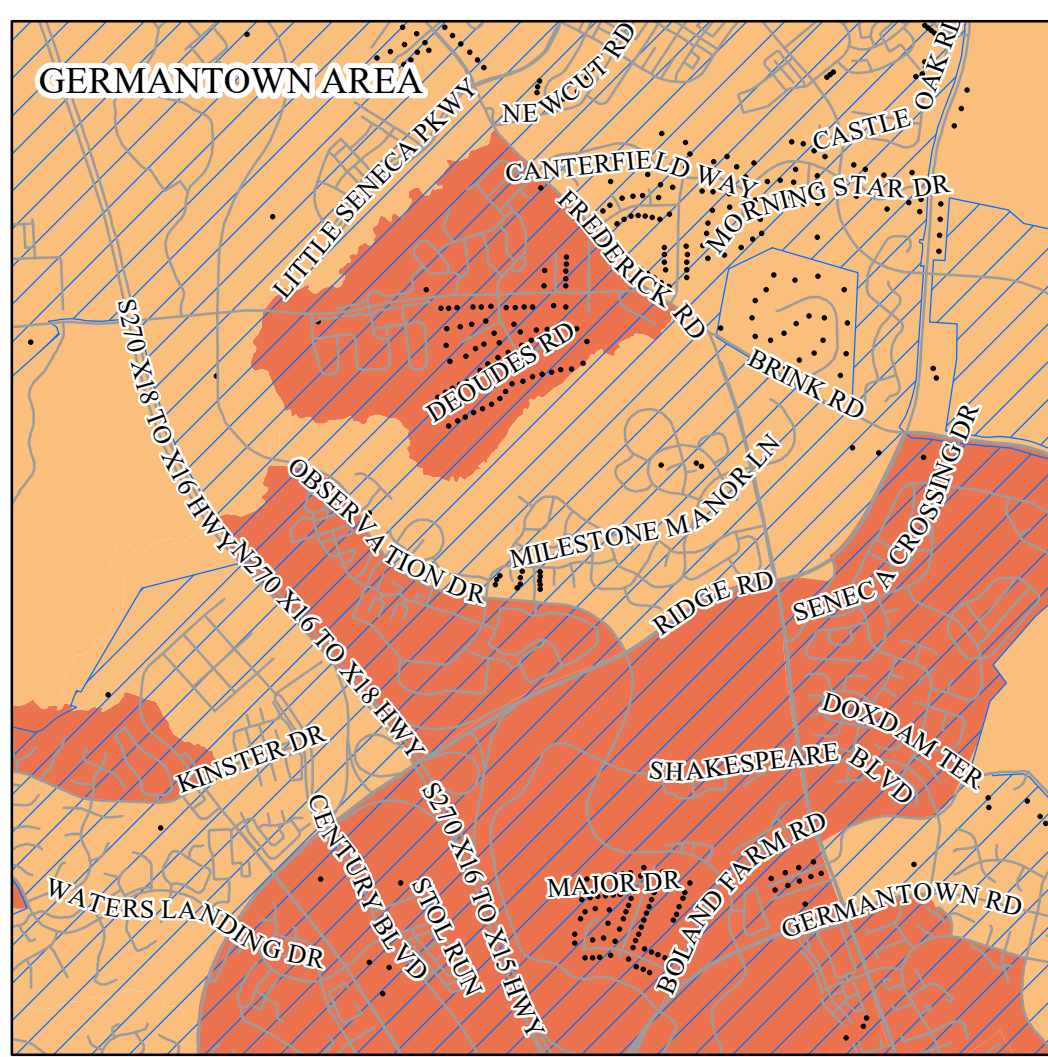 GERMANTOWN AREA
NEWCUT RD
LITTLE SENECA PKWY
CASTLE OAK RD
CANTERFIELD WAY
MORNING STAR DR
FREDERICK RD
S270 X18 TO X16 HWY
DEOUDES RD
BRINK RD
OBSERVATION DR
MILESTONE MANOR LN
SENECA CROSSING DR
RIDGE RD
N270 X16 TO X18 HWY
DOXDAM TER
KINSTER DR
SHAKESPEARE BLVD
S270 X16 TO X15 HWY
CENTURY BLVD
STOL RUN
MAJOR DR
BOLAND FARM RD
WATERS LANDING DR
GERMANTOWN RD